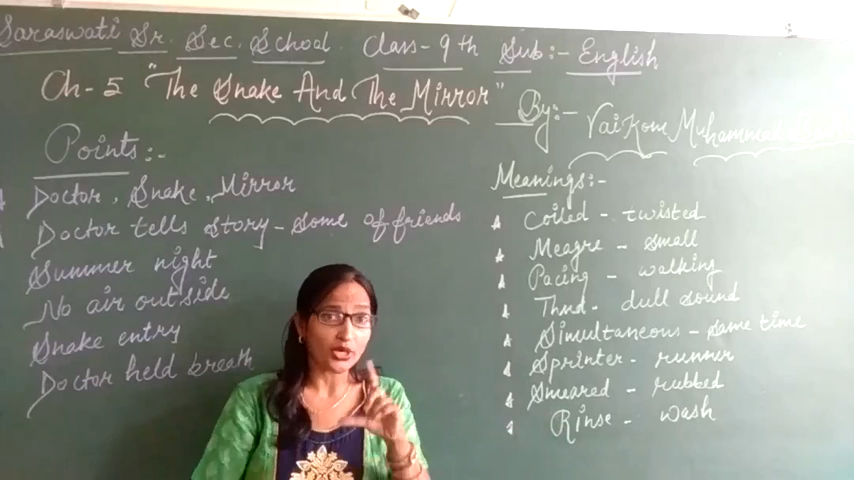 Saraswati Sr. Sec. School Class - 9th Sub:- English
Ch- 5 "The Snake And The Mirror"
By:- Vaikom Muhammad
Points:-
Doctor, Snake, Mirror
Doctor tells story - some of friends
Summer night
No air outside
Snake entry
Doctor held breath
Meanings:-
Coiled - twisted
Meagre - small
Pacing - walking
Thud - dull sound
Simultaneous - same time
Sprinter - runner
Smeared - rubbed
Rinse - wash